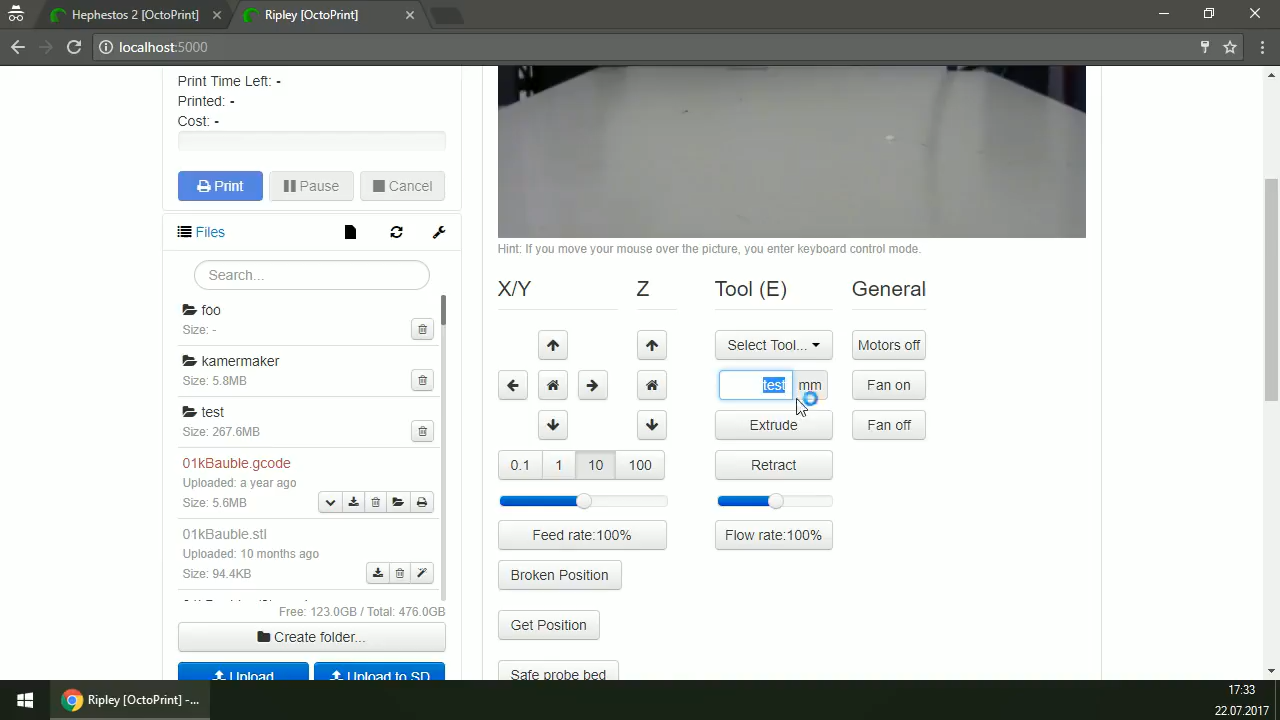 Hephestos 2 [OctoPrint]
Ripley [OctoPrint]
localhost:5000
Print Time Left: -
Printed: -
Cost: -
Print
Pause
Cancel
Files
Search...
foo
Size: -
kamermaker
Size: 5.8MB
test
Size: 267.6MB
01kBauble.gcode
Uploaded: a year ago
Size: 5.6MB
01kBauble.stl
Uploaded: 10 months ago
Size: 94.4KB
Free: 123.0GB / Total: 476.0GB
Create folder...
Upload
Upload to SD
Hint: If you move your mouse over the picture, you enter keyboard control mode.
X/Y
Z
Tool (E)
General
Select Tool...
Motors off
test mm
Fan on
Extrude
Fan off
0.1 1 10 100
Retract
Feed rate:100%
Flow rate:100%
Broken Position
Get Position
Safe probe bed
Ripley [OctoPrint] -...
17:33
22.07.2017